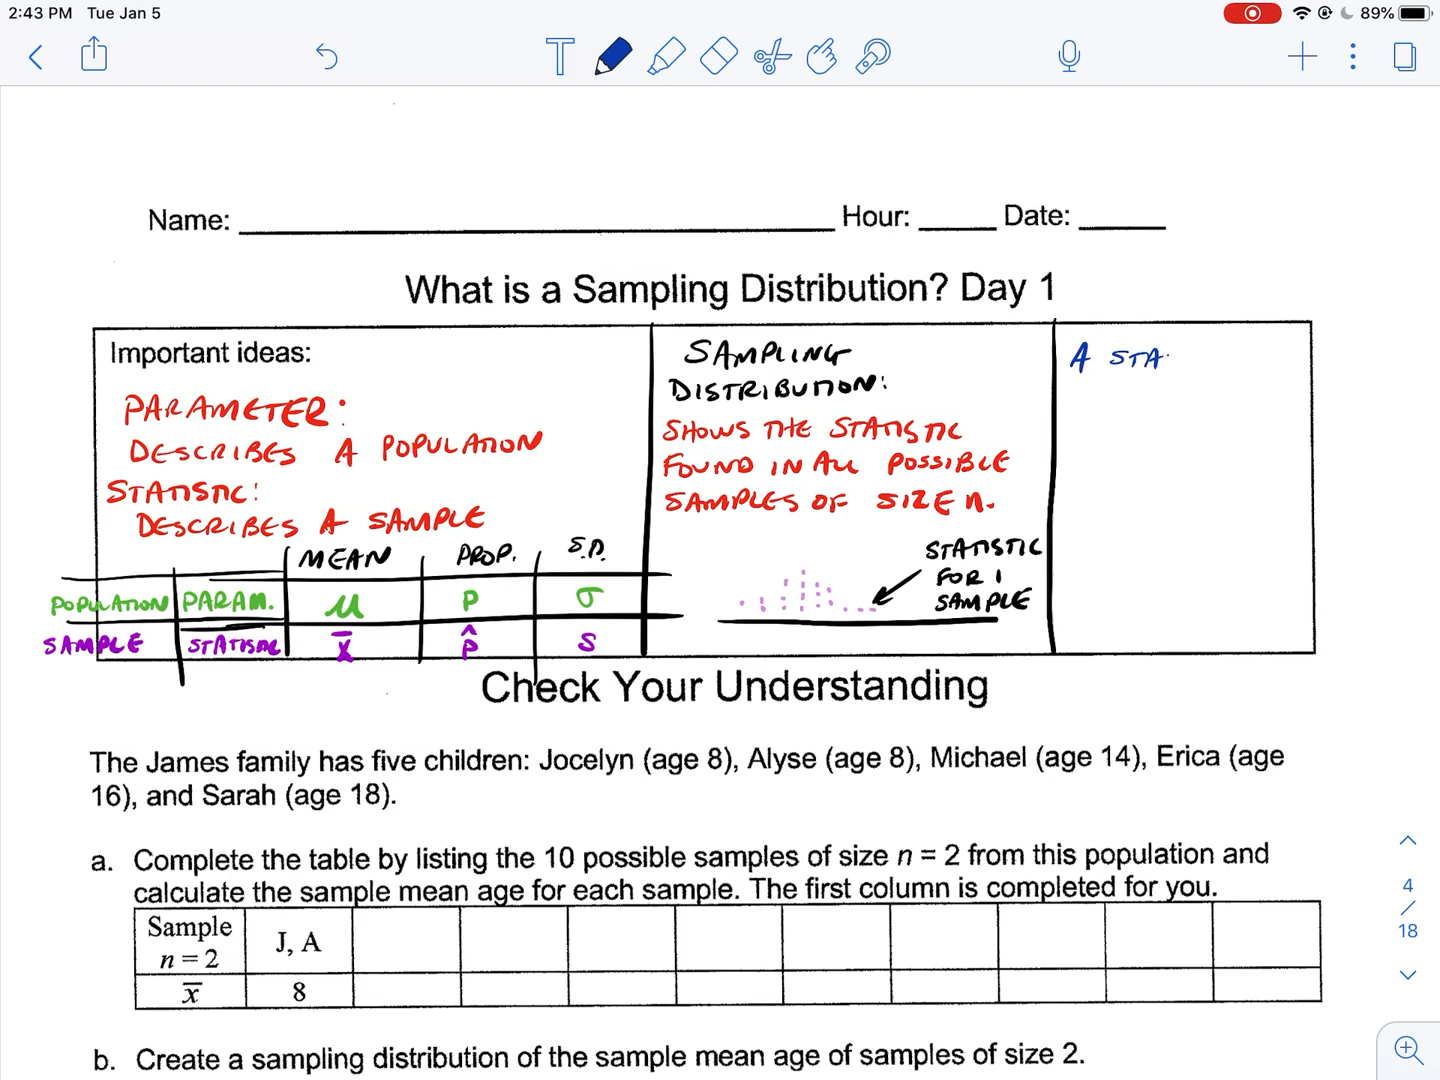 2:43 PM Tue Jan 5
89%
Name: Hour: Date:
What is a Sampling Distribution? Day 1
Important ideas:
PARAMETER:
DESCRIBES A POPULATION
STATISTIC:
DESCRIBES A SAMPLE
MEAN PROP. S.D.
POPULATION PARAM. μ p σ
SAMPLE STATISTIC x̄ p̂ s
SAMPLING
DISTRIBUTION:
SHOWS THE STATISTIC
FOUND IN ALL POSSIBLE
SAMPLES OF SIZE n.
STATISTIC
FOR 1
SAMPLE
A STA
Check Your Understanding
The James family has five children: Jocelyn (age 8), Alyse (age 8), Michael (age 14), Erica (age
16), and Sarah (age 18).
a. Complete the table by listing the 10 possible samples of size n = 2 from this population and
calculate the sample mean age for each sample. The first column is completed for you.
Sample
n = 2
J, A
x̄ 8
b. Create a sampling distribution of the sample mean age of samples of size 2.
4
/
18